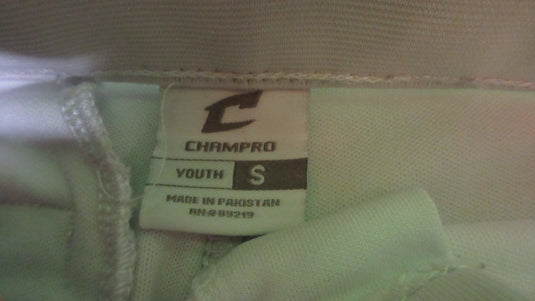 C
CHAMPRO
YOUTH S
MADE IN PAKISTAN
RN# 89219